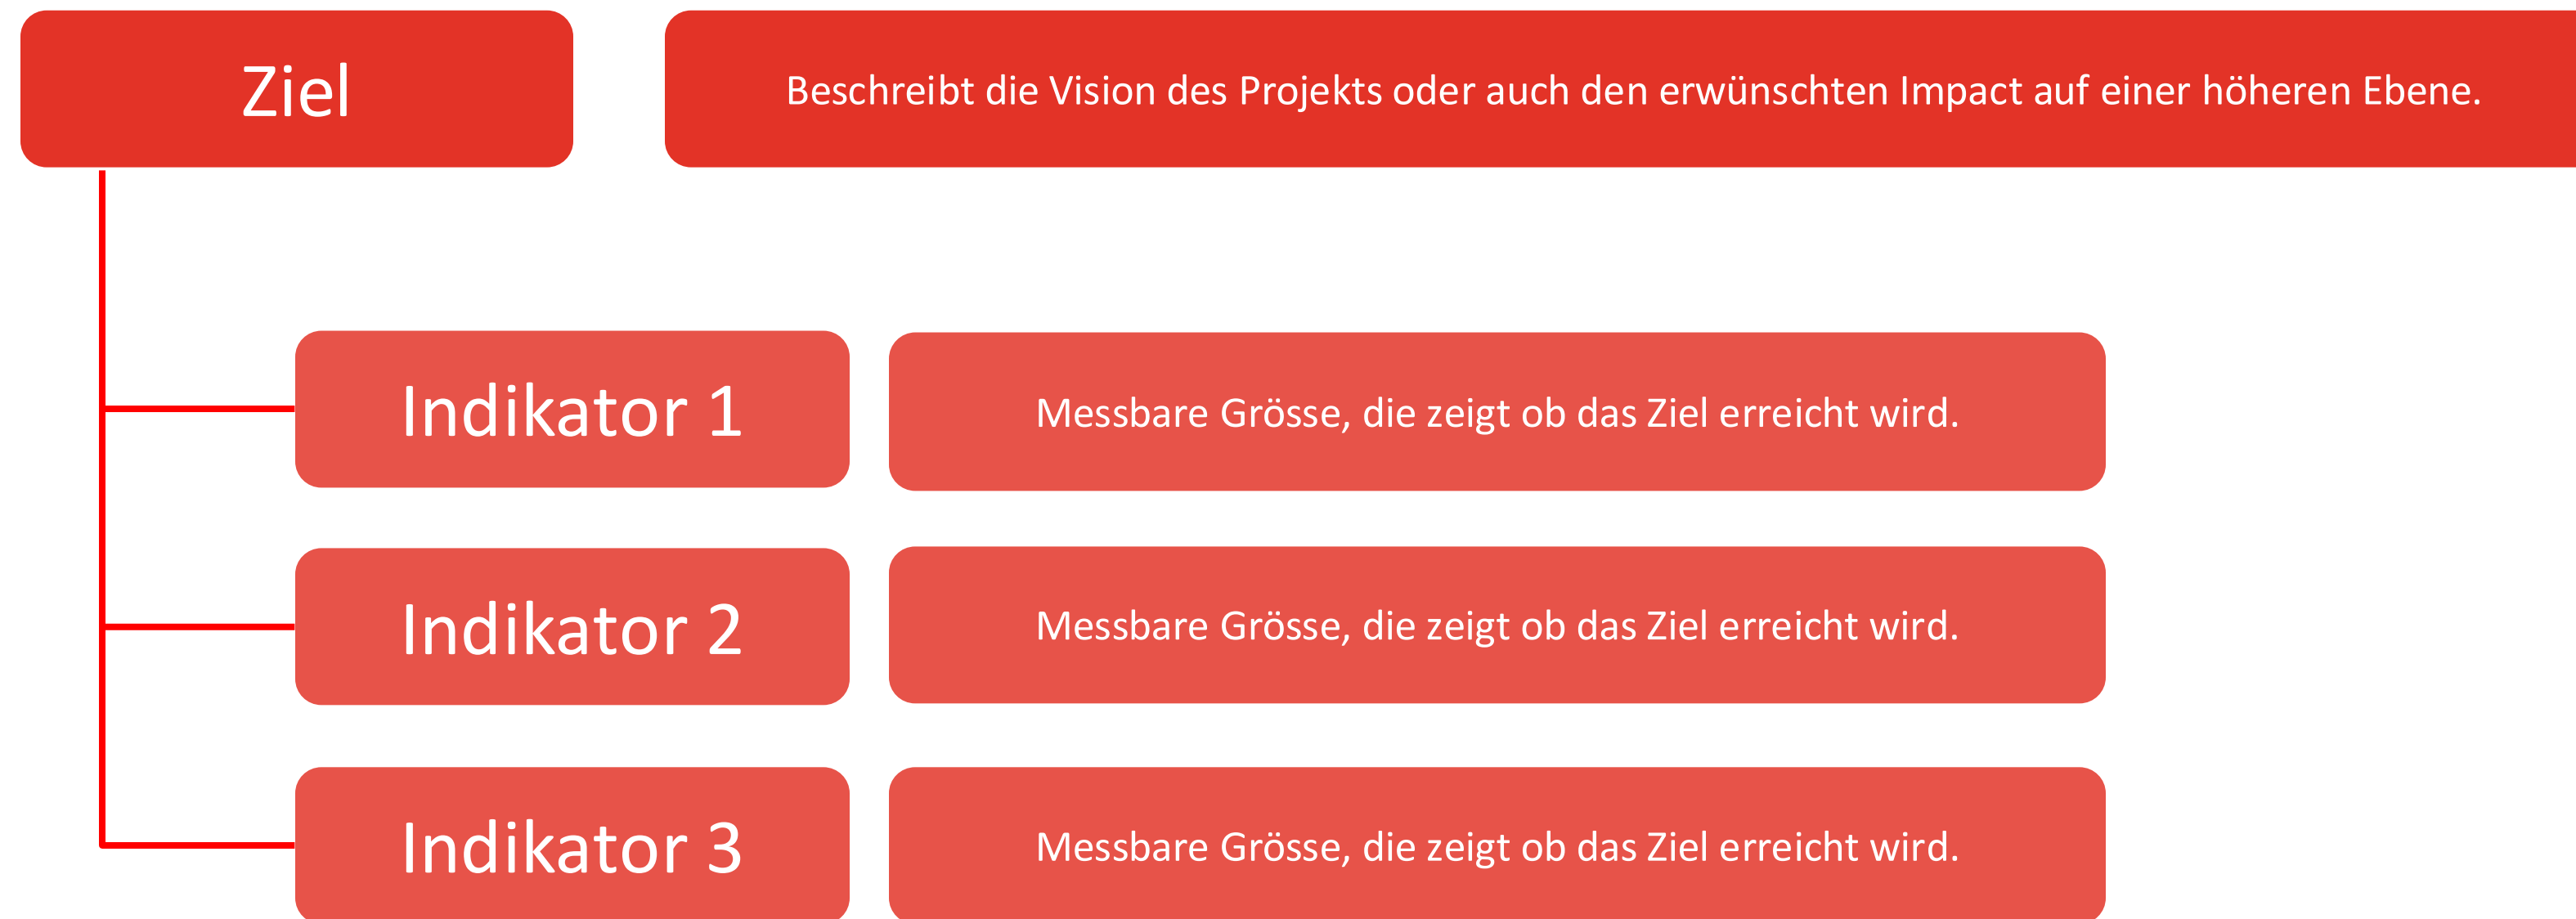 Ziel
Beschreibt die Vision des Projekts oder auch den erwünschten Impact auf einer höheren Ebene.
Indikator 1
Messbare Grösse, die zeigt ob das Ziel erreicht wird.
Indikator 2
Messbare Grösse, die zeigt ob das Ziel erreicht wird.
Indikator 3
Messbare Grösse, die zeigt ob das Ziel erreicht wird.